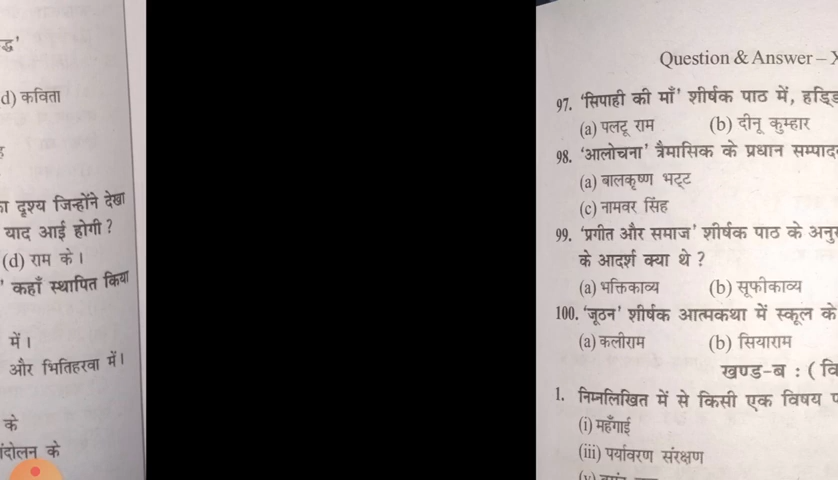 द्ध'
d) कविता
का दृश्य जिन्होंने देखा
याद आई होगी ?
(d) राम के ।
' कहाँ स्थापित किया
में ।
और भितिहरवा में ।
के
के
Question & Answer –
97. 'सिपाही की माँ' शीर्षक पाठ में,
(a) पलटू राम (b) दीनू कुम्हार
98. 'आलोचना' त्रैमासिक के प्रधान
(a) बालकृष्ण भट्ट
(c) नामवर सिंह
99. 'प्रगीत और समाज' शीर्षक पाठ के
के आदर्श क्या थे ?
(a) भक्तिकाव्य (b) सूफीकाव्य
100. 'जूठन' शीर्षक आत्मकथा में स्कूल के
(a) कलीराम (b) सियाराम
खण्ड-ब : (
1. निम्नलिखित में से किसी एक विषय
(i) महँगाई
(iii) पर्यावरण संरक्षण